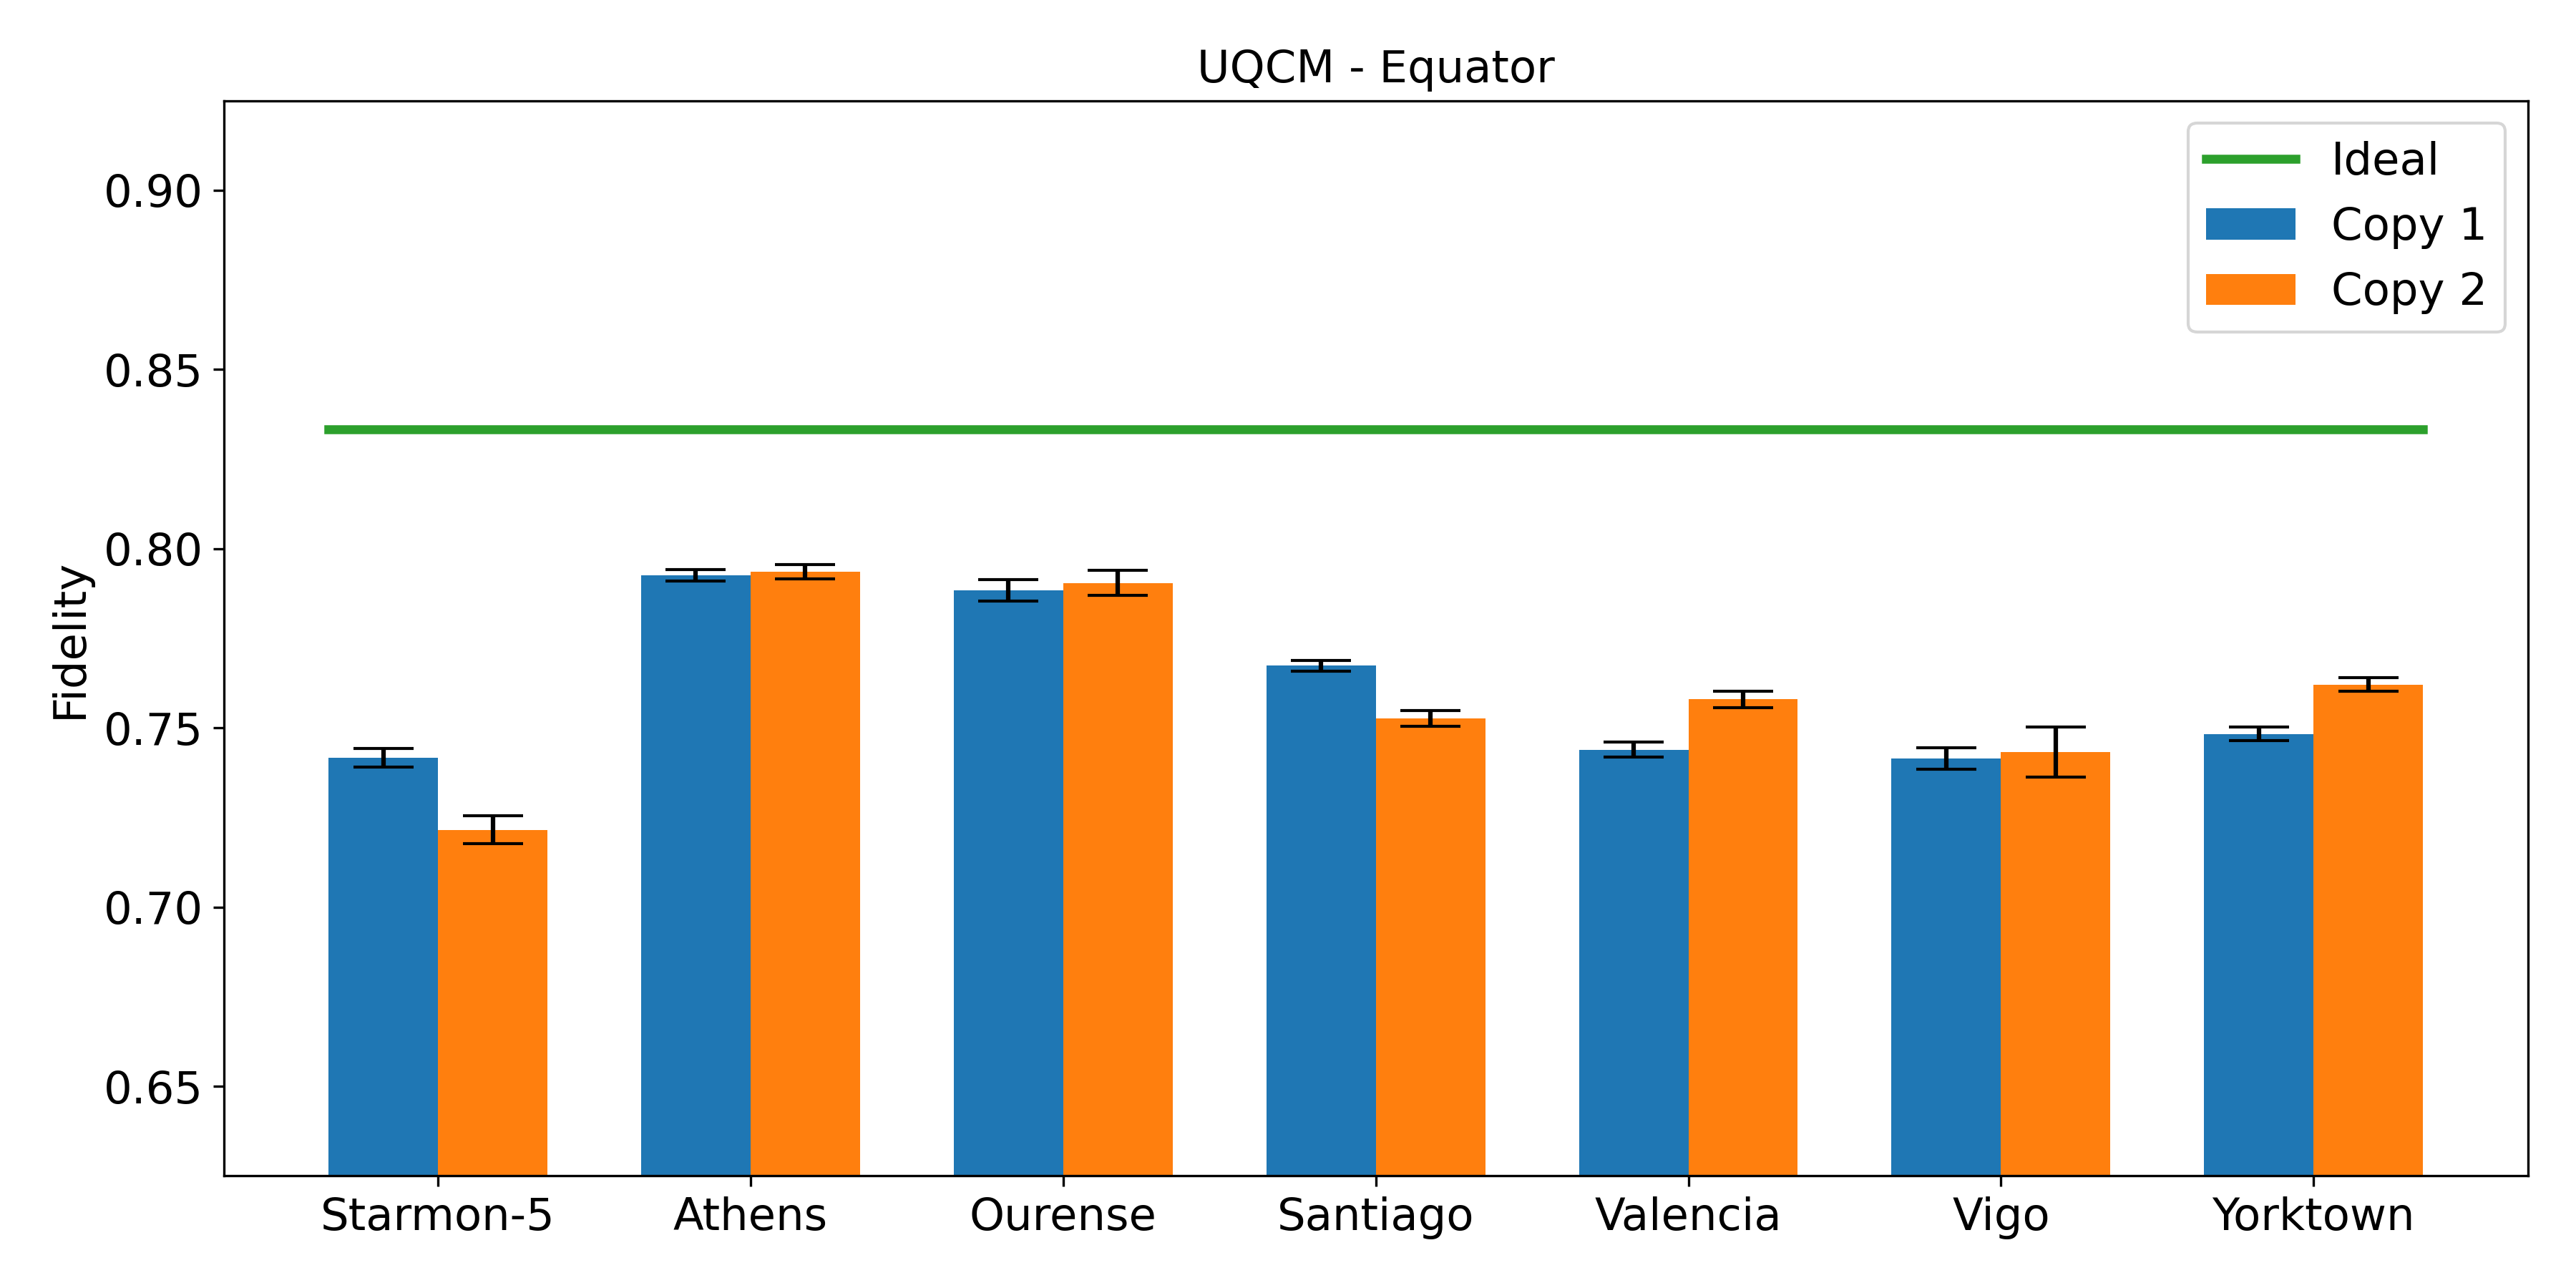 UQCM - Equator
Ideal
Copy 1
Copy 2
Fidelity
0.90
0.85
0.80
0.75
0.70
0.65
Starmon-5 Athens Ourense Santiago Valencia Vigo Yorktown